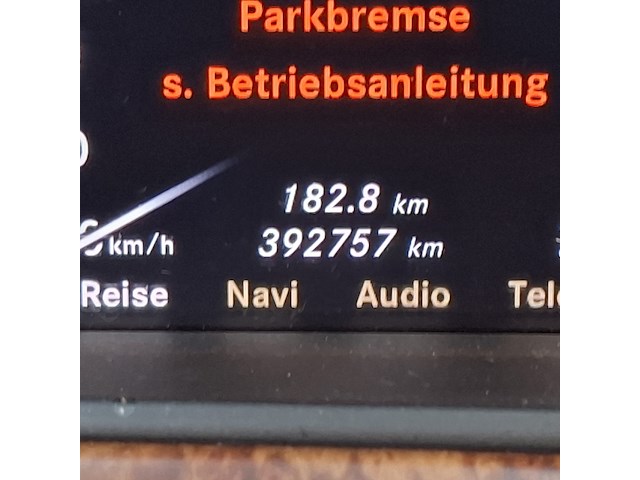 Parkbremse
s. Betriebsanleitung
182.8 km
km/h 392757 km
Reise Navi Audio